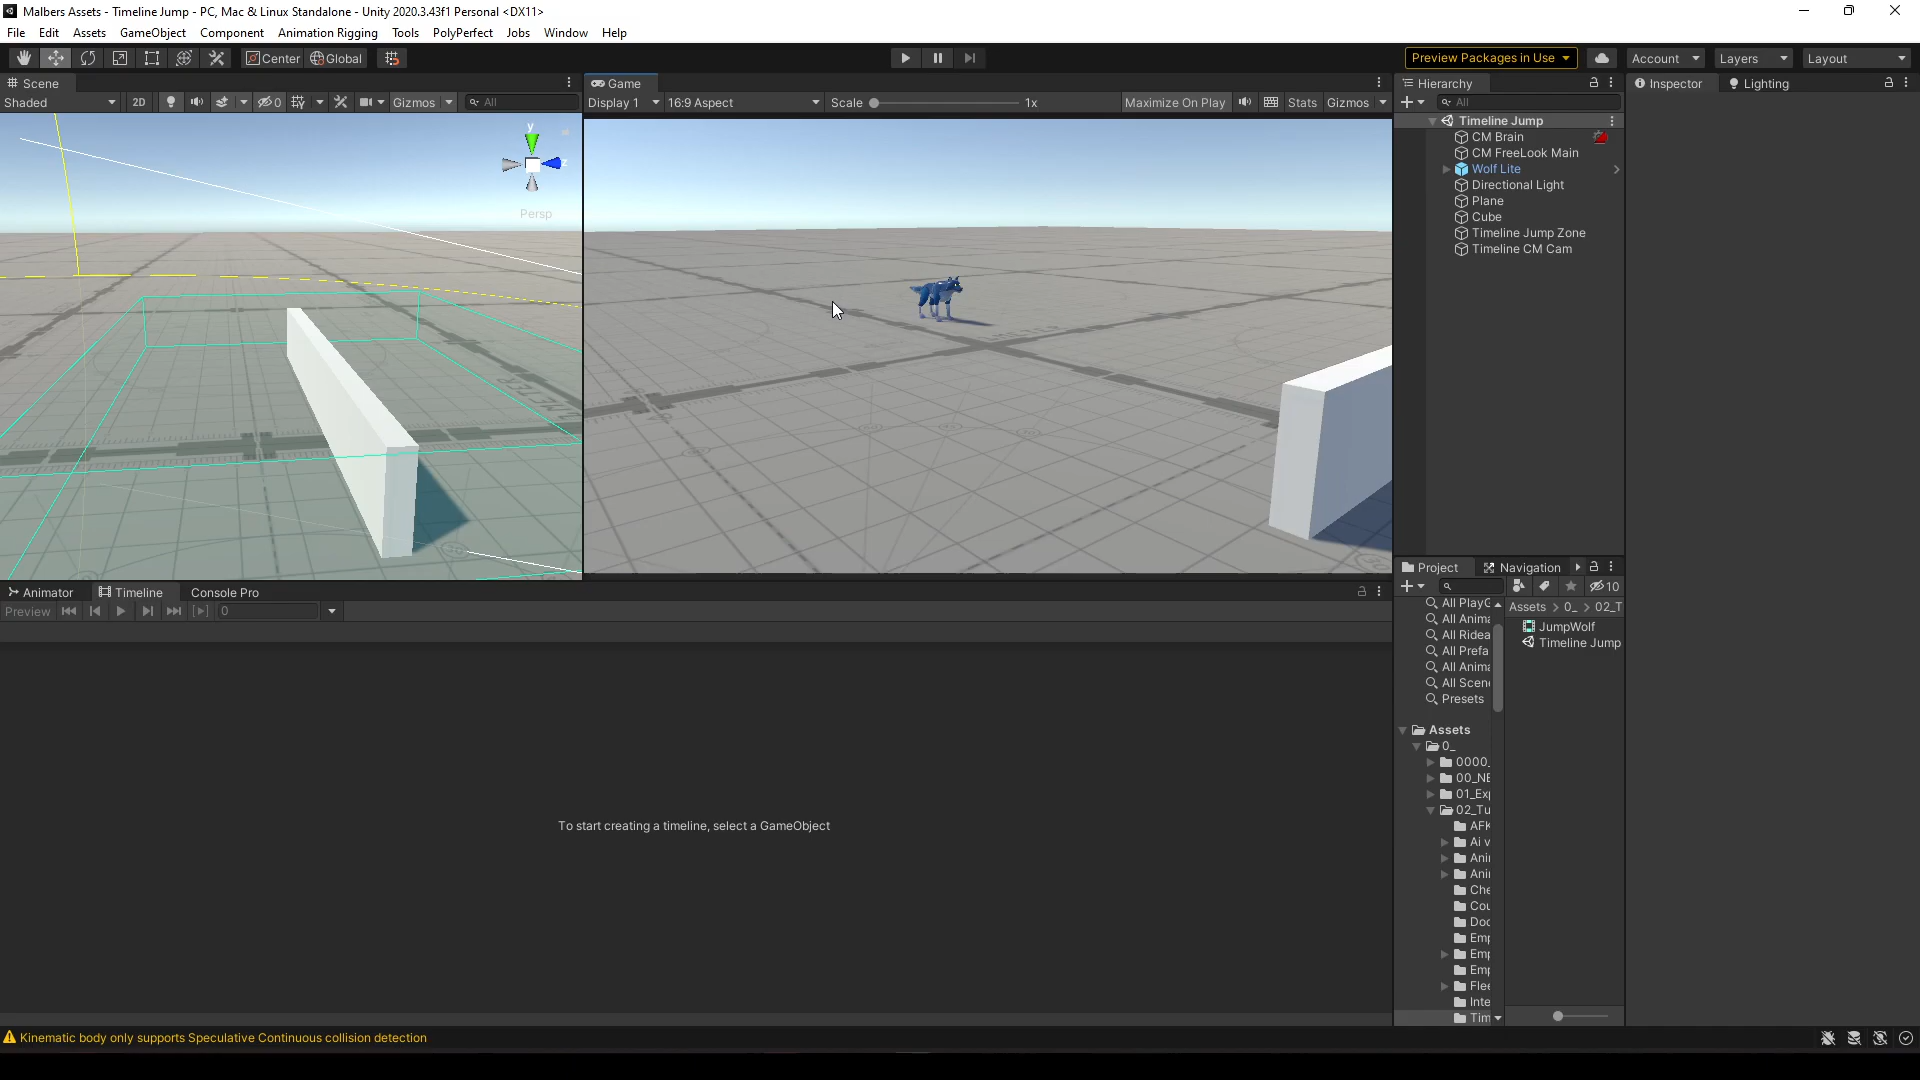 Malbers Assets - Timeline Jump - PC, Mac & Linux Standalone - Unity 2020.3.43f1 Personal <DX11>
File Edit Assets GameObject Component Animation Rigging Tools PolyPerfect Jobs Window Help
Center Global Preview Packages in Use Account Layers Layout
Scene
Shaded 2D 0 Gizmos All
y
z
Persp
Game
Display 1 16:9 Aspect Scale 1x Maximize On Play Stats Gizmos
Hierarchy
All
Timeline Jump
CM Brain
CM FreeLook Main
Wolf Lite
Directional Light
Plane
Cube
Timeline Jump Zone
Timeline CM Cam
Inspector Lighting
Animator Timeline Console Pro
Preview 0
To start creating a timeline, select a GameObject
Project Navigation
10
All PlayG
All Anima
All Ridea
All Prefa
All Anima
All Scen
Presets
Assets
0_
0000_
00_NE
01_Exp
02_Tu
AFK
Ai v
Ani
Ani
Che
Cou
Doo
Emp
Emp
Emp
Flee
Inte
Tim
Assets > 0_ > 02_T
JumpWolf
Timeline Jump
Kinematic body only supports Speculative Continuous collision detection